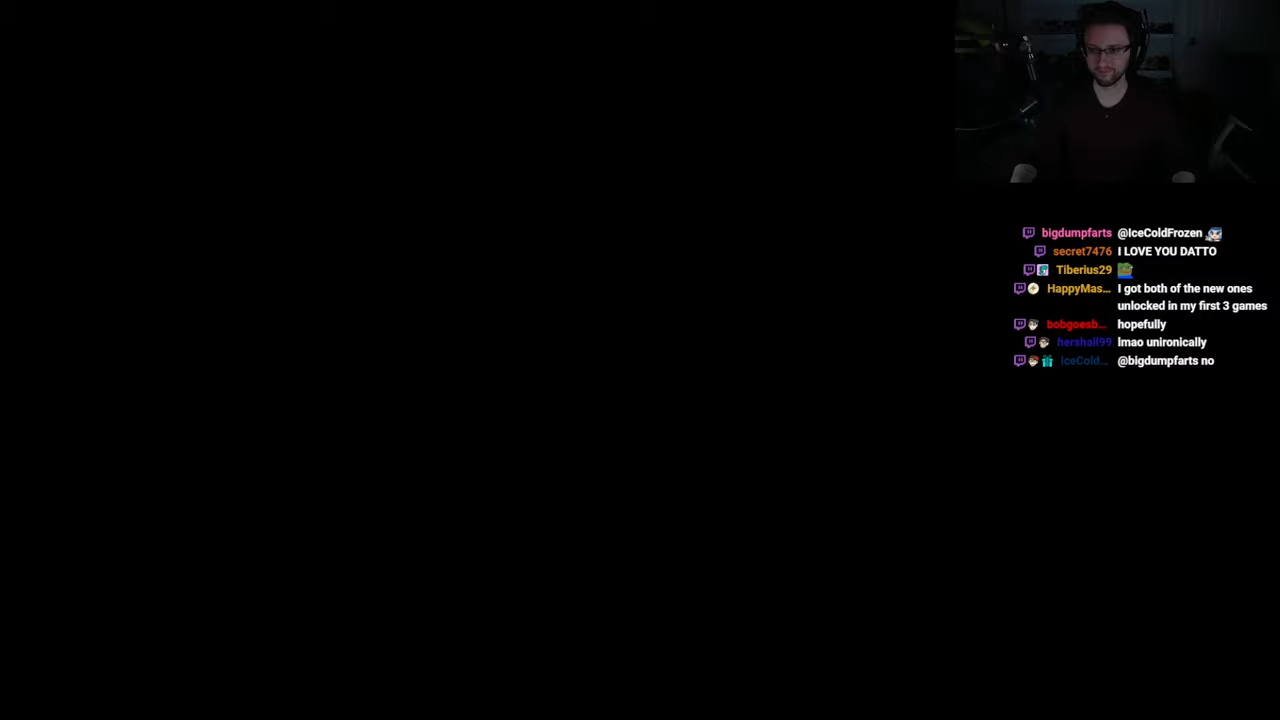 bigdumpfarts @IceColdFrozen
secret7476 I LOVE YOU DATTO
Tiberius29
HappyMas... I got both of the new ones
unlocked in my first 3 games
bobgoesb... hopefully
hershall99 lmao unironically
IceCold... @bigdumpfarts no